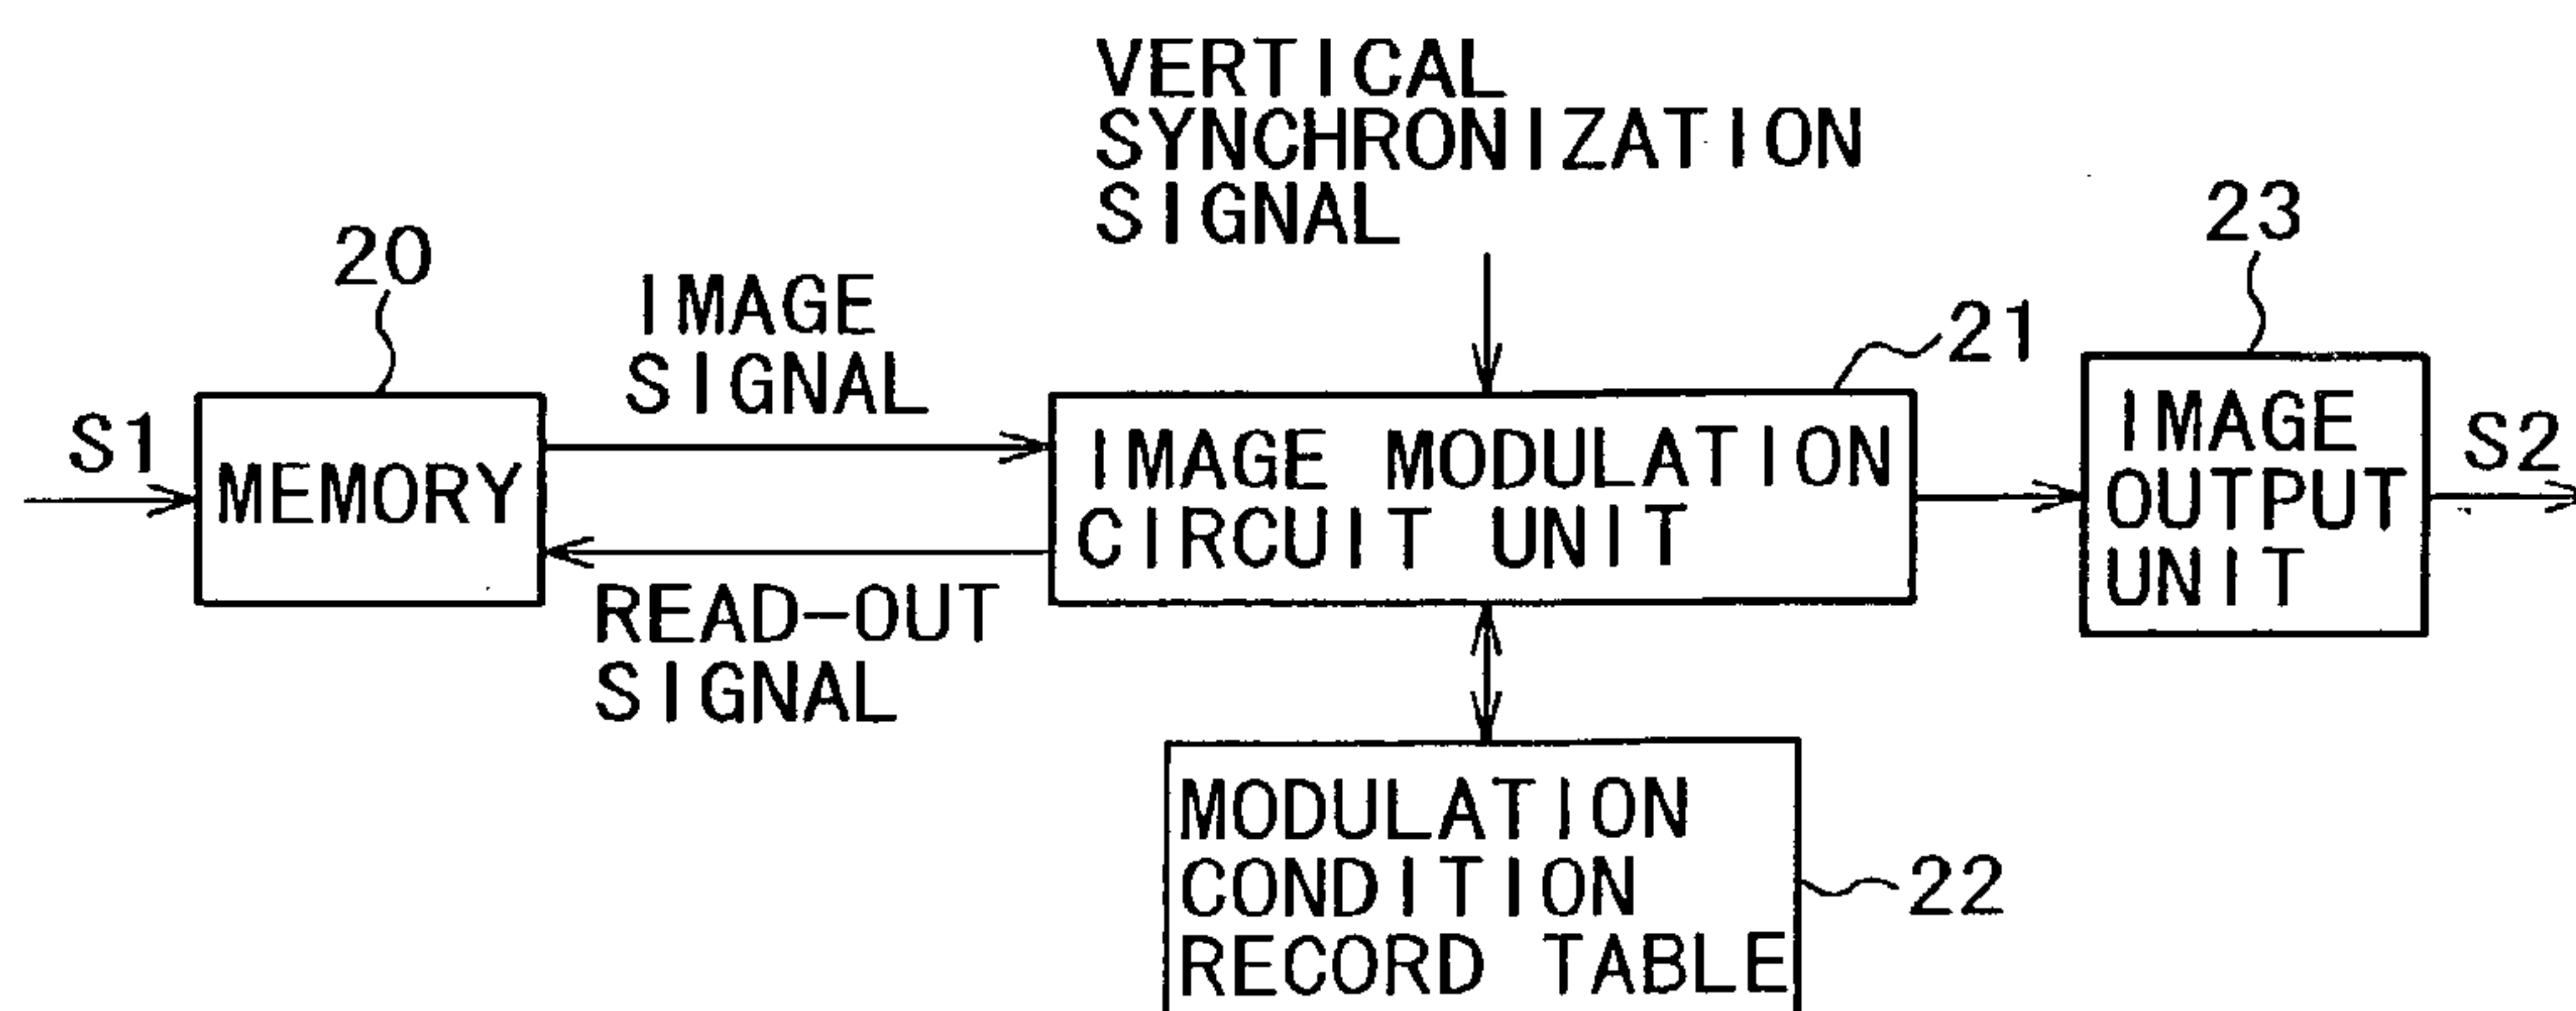 VERTICAL
SYNCHRONIZATION
SIGNAL
20
IMAGE
SIGNAL
21
23
S1
MEMORY
IMAGE MODULATION
CIRCUIT UNIT
IMAGE
OUTPUT
UNIT
S2
READ-OUT
SIGNAL
MODULATION
CONDITION
RECORD TABLE
22